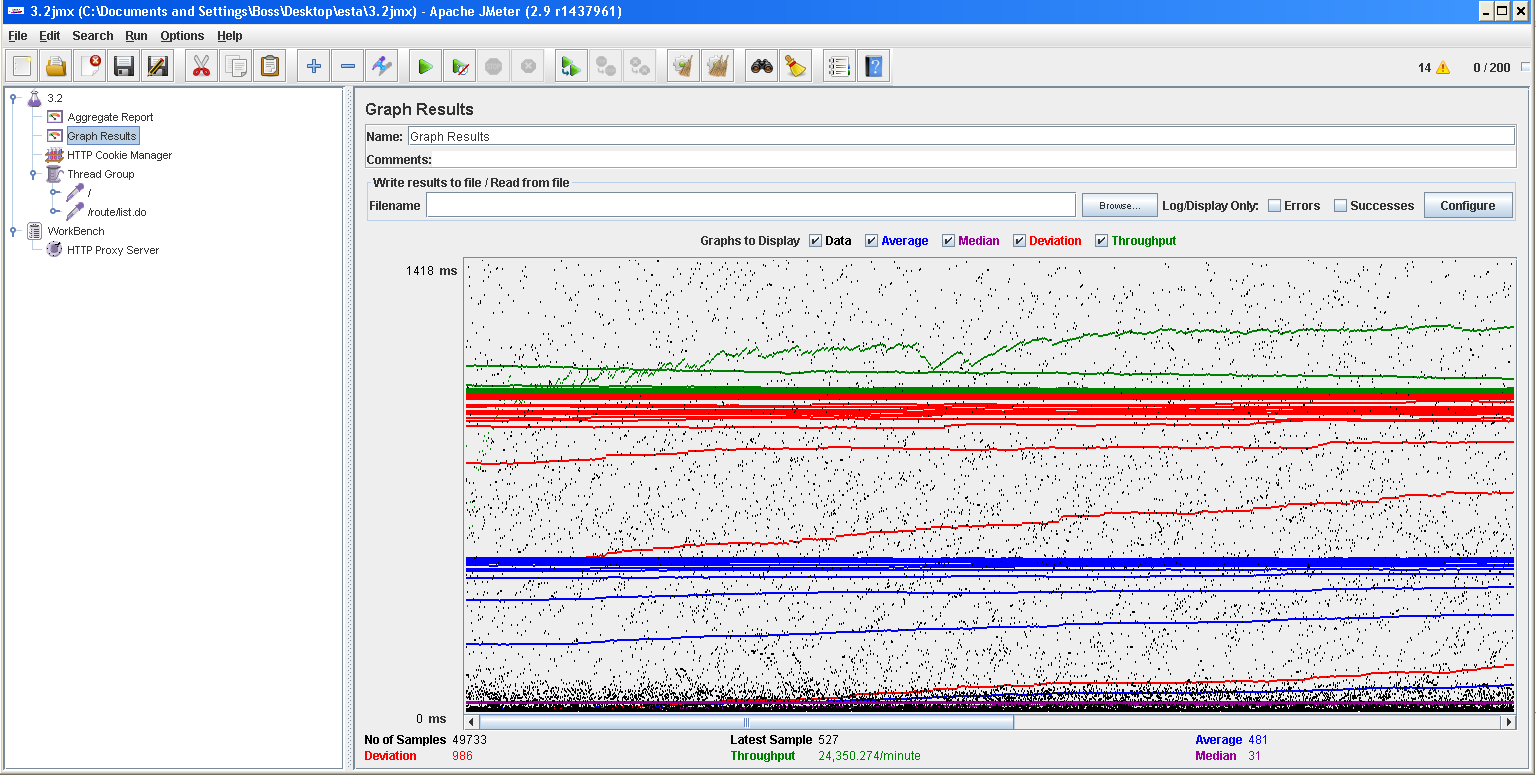 3.2jmx (C:\Documents and Settings\Boss\Desktop\esta\3.2jmx) - Apache JMeter (2.9 r1437961)
File Edit Search Run Options Help
14 0 / 200
3.2
Aggregate Report
Graph Results
HTTP Cookie Manager
Thread Group
/
/route/list.do
WorkBench
HTTP Proxy Server
Graph Results
Name: Graph Results
Comments:
Write results to file / Read from file
Filename Browse... Log/Display Only: Errors Successes Configure
Graphs to Display Data Average Median Deviation Throughput
1418 ms
0 ms
No of Samples 49733 Latest Sample 527 Average 481
Deviation 986 Throughput 24,350.274/minute Median 31